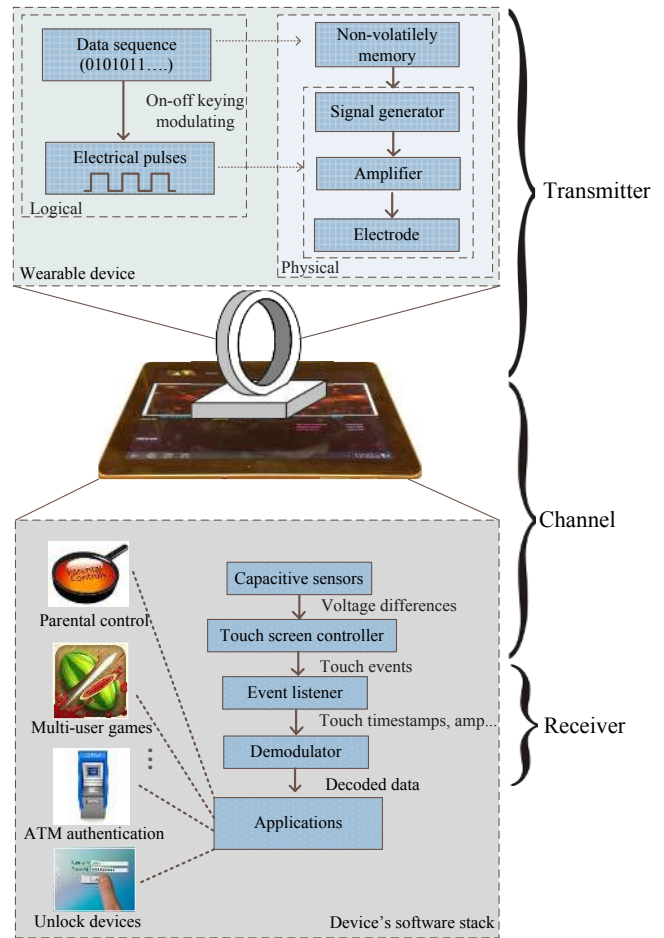 Data sequence
(0101011….)
On-off keying
modulating
Electrical pulses
Logical
Wearable device
Non-volatilely
memory
Signal generator
Amplifier
Electrode
Physical
Transmitter
Channel
Receiver
Parental
Controls
Parental control
Multi-user games
ATM authentication
Unlock devices
Capacitive sensors
Voltage differences
Touch screen controller
Touch events
Event listener
Touch timestamps, amp...
Demodulator
Decoded data
Applications
Device’s software stack